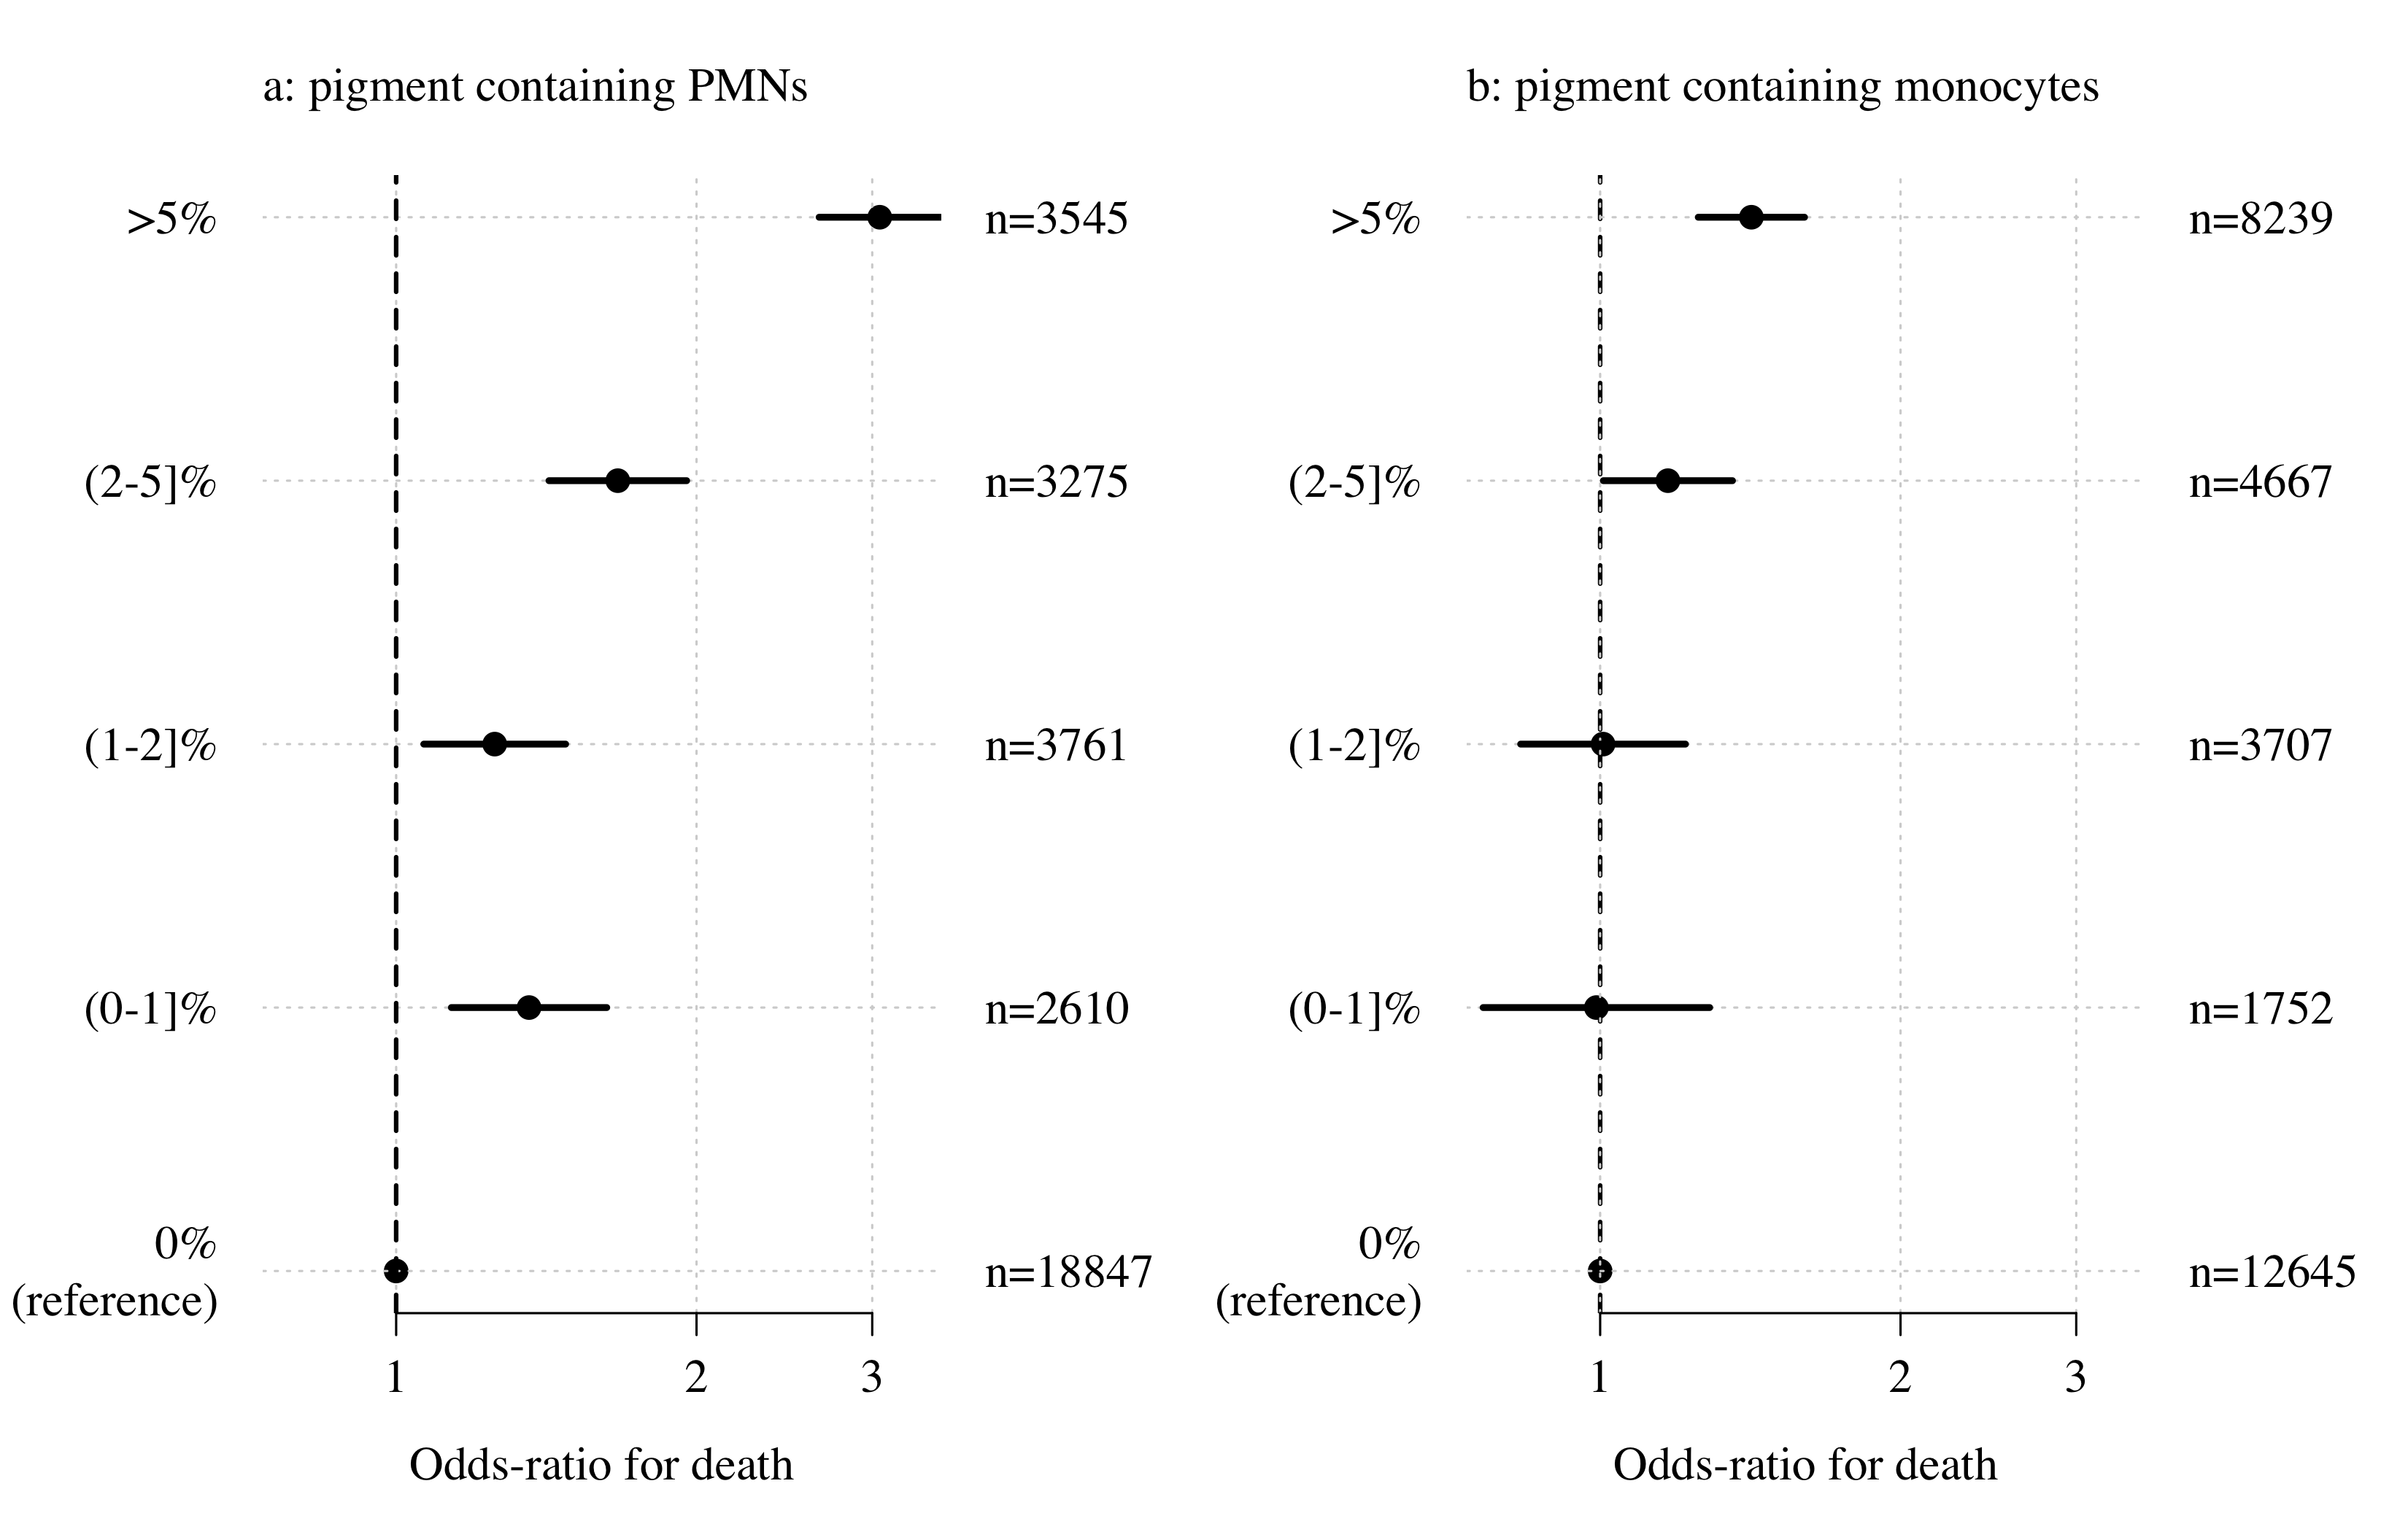 a: pigment containing PMNs
>5%
n=3545
(2-5]%
n=3275
(1-2]%
n=3761
(0-1]%
n=2610
0%
(reference)
n=18847
1 2 3
Odds-ratio for death
b: pigment containing monocytes
>5%
n=8239
(2-5]%
n=4667
(1-2]%
n=3707
(0-1]%
n=1752
0%
(reference)
n=12645
1 2 3
Odds-ratio for death